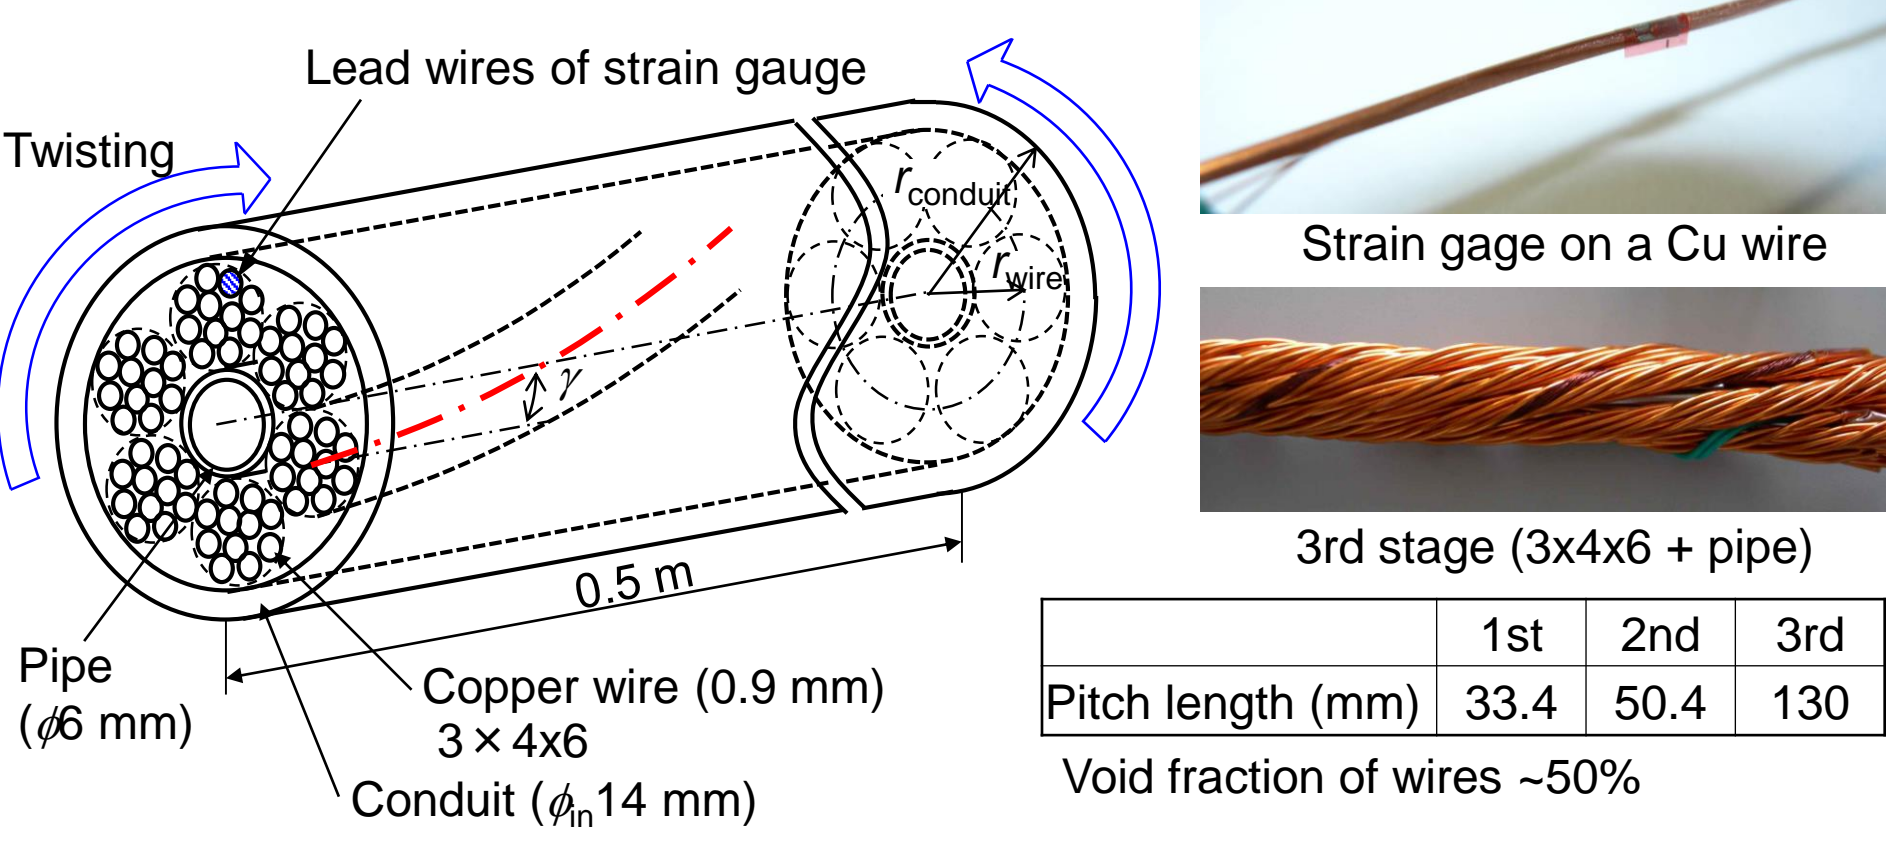 Lead wires of strain gauge
Twisting
r conduit
r wire
γ
0.5 m
Pipe
(ϕ6 mm)
Copper wire (0.9 mm)
3×4x6
Conduit (ϕin14 mm)
Strain gage on a Cu wire
3rd stage (3x4x6 + pipe)
1st 2nd 3rd
Pitch length (mm) 33.4 50.4 130
Void fraction of wires ~50%